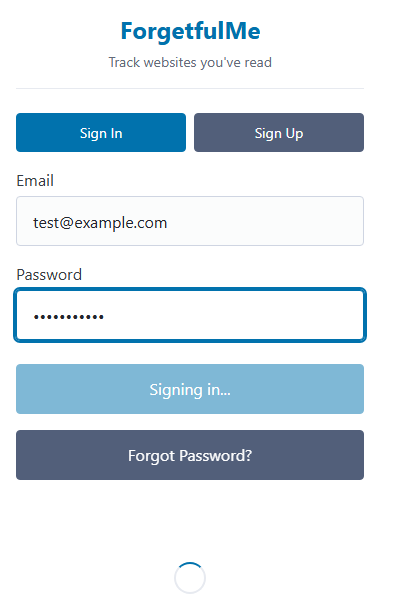 ForgetfulMe
Track websites you've read
Sign In Sign Up
Email
test@example.com
Password
•••••••••••
Signing in...
Forgot Password?